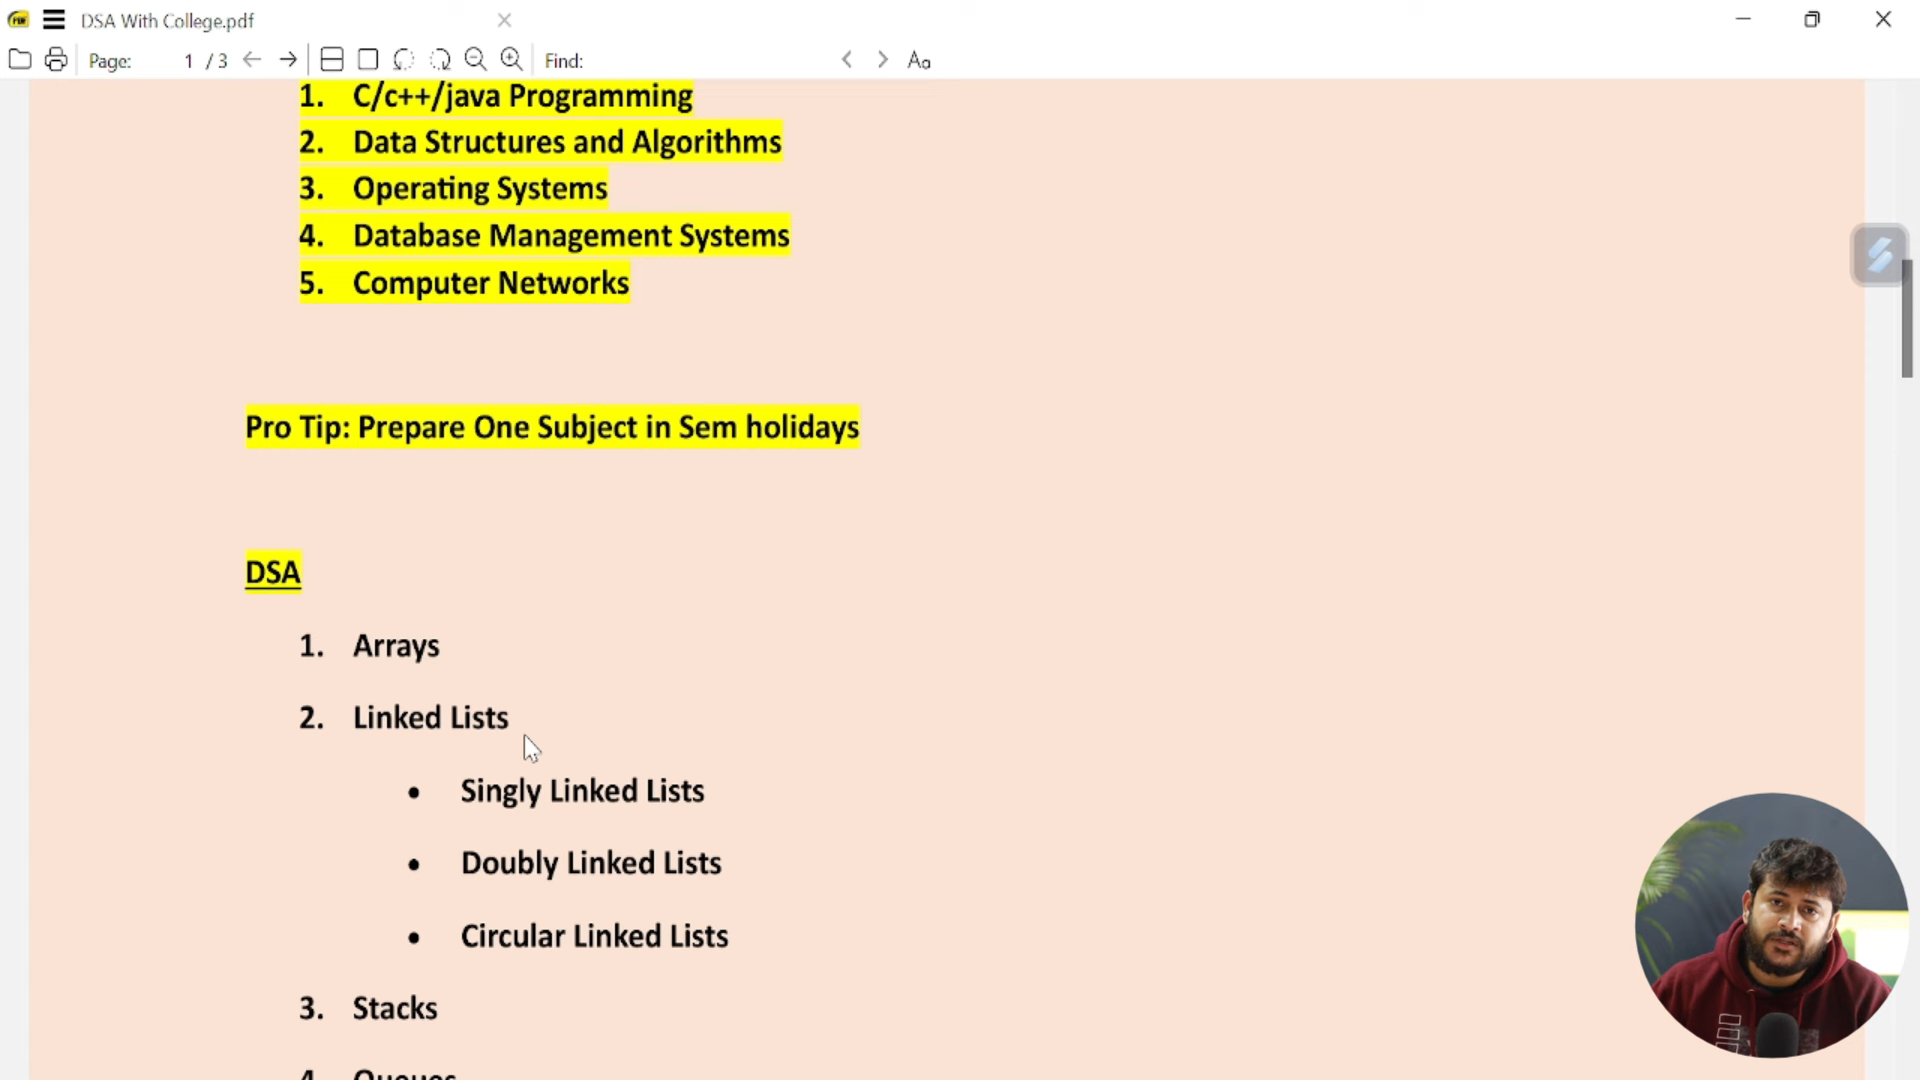 DSA With College.pdf
Page: 1 / 3 Find:
1. C/c++/java Programming
2. Data Structures and Algorithms
3. Operating Systems
4. Database Management Systems
5. Computer Networks
Pro Tip: Prepare One Subject in Sem holidays
DSA
1. Arrays
2. Linked Lists
• Singly Linked Lists
• Doubly Linked Lists
• Circular Linked Lists
3. Stacks
4. Queues